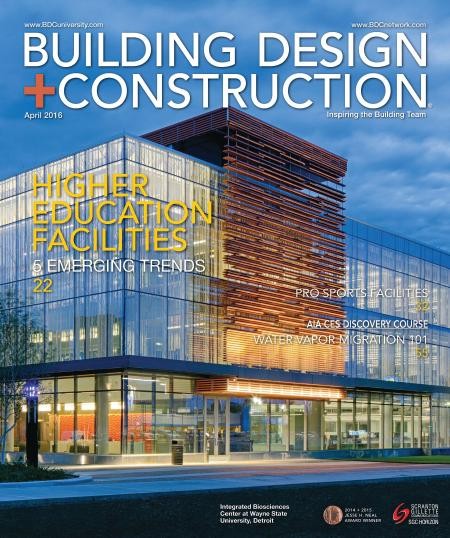 www.BDCuniversity.com
www.BDCnetwork.com
BUILDING DESIGN
+CONSTRUCTION®
April 2016
Inspiring the Building Team
HIGHER
EDUCATION
FACILITIES
5 EMERGING TRENDS
22
PRO SPORTS FACILITIES
AIA CES DISCOVERY COURSE
WATER VAPOR MIGRATION 101
Integrated Biosciences
Center at Wayne State
University, Detroit
2014 + 2015
JESSE H. NEAL
AWARD WINNER
SCRANTON
GILLETTE
COMMUNICATIONS
SGC HORIZON